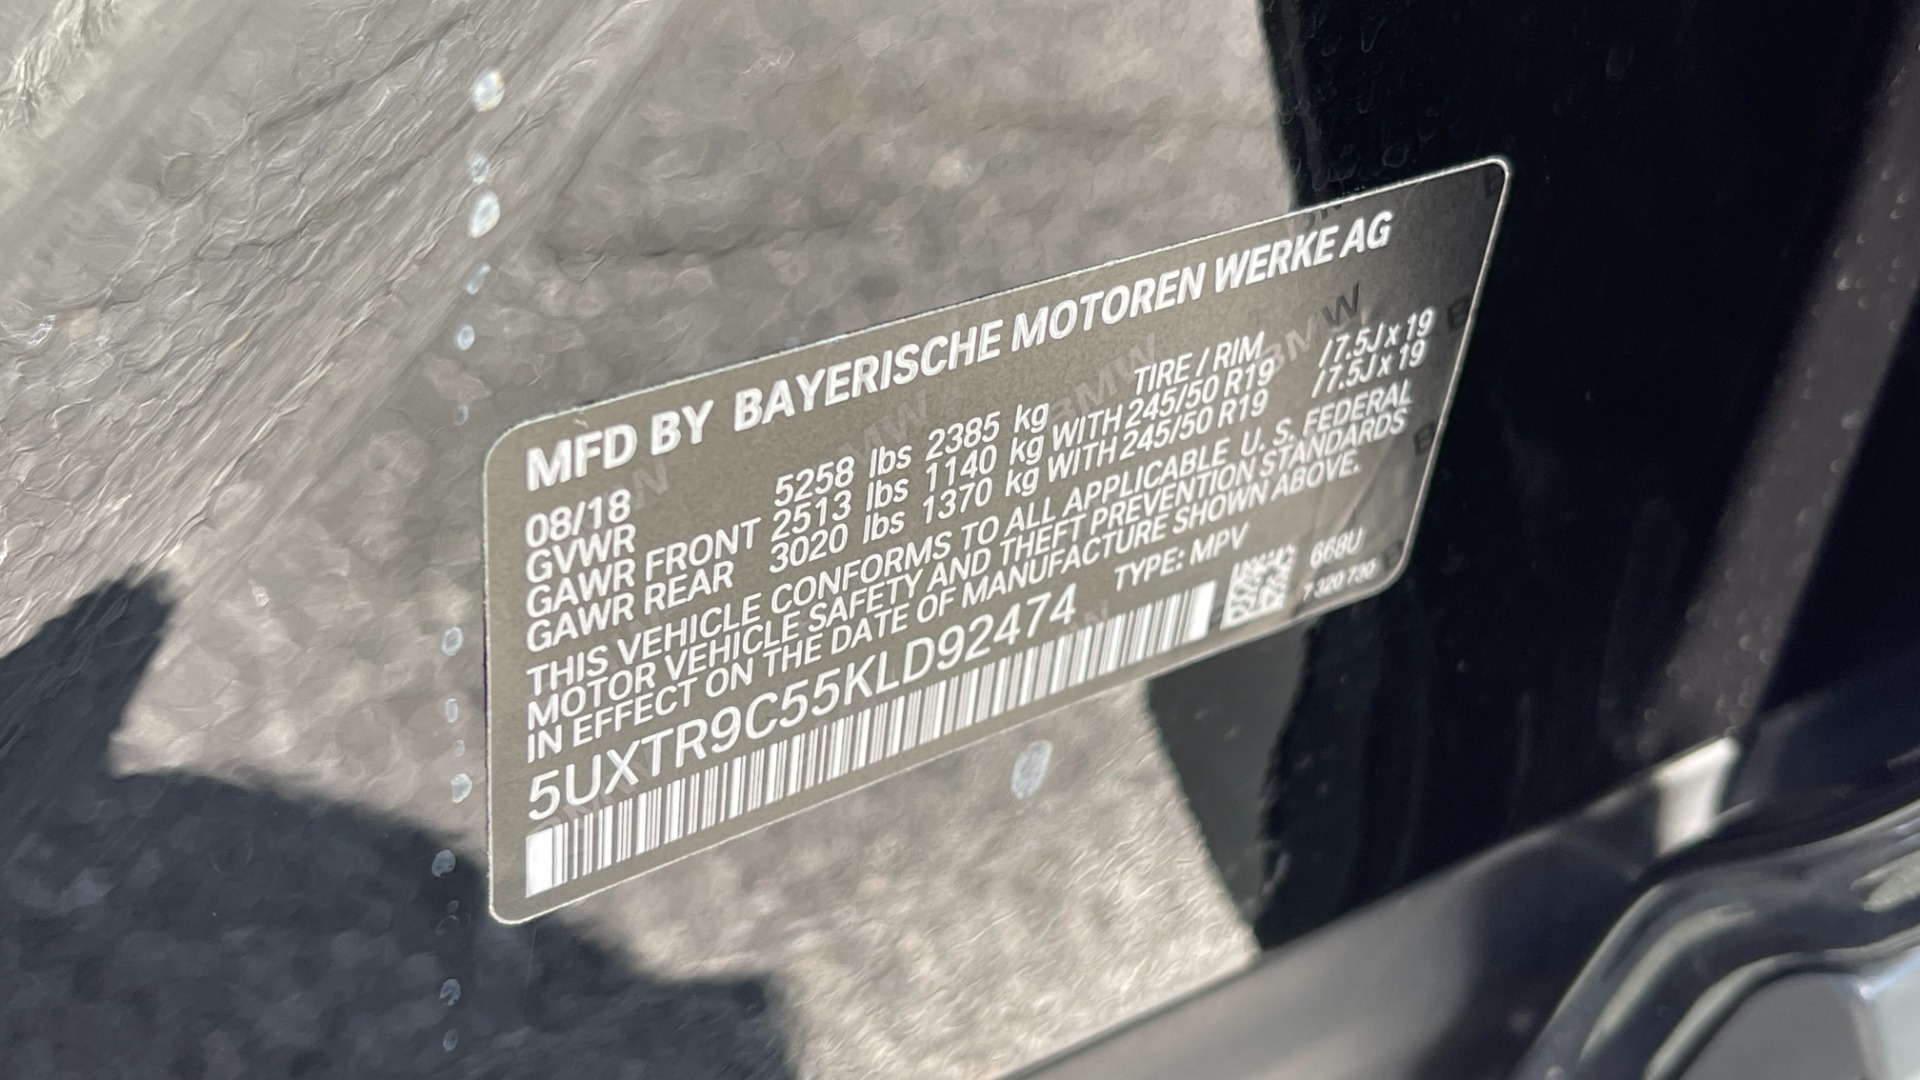 MFD BY BAYERISCHE MOTOREN WERKE AG
08/18 TIRE / RIM
GVWR 5258 lbs 2385 kg
GAWR FRONT 2513 lbs 1140 kg WITH 245/50 R19 / 7.5J x 19
GAWR REAR 3020 lbs 1370 kg WITH 245/50 R19 / 7.5J x 19
THIS VEHICLE CONFORMS TO ALL APPLICABLE U. S. FEDERAL
MOTOR VEHICLE SAFETY AND THEFT PREVENTION STANDARDS
IN EFFECT ON THE DATE OF MANUFACTURE SHOWN ABOVE.
5UXTR9C55KLD92474 TYPE: MPV
668U
7 320 730